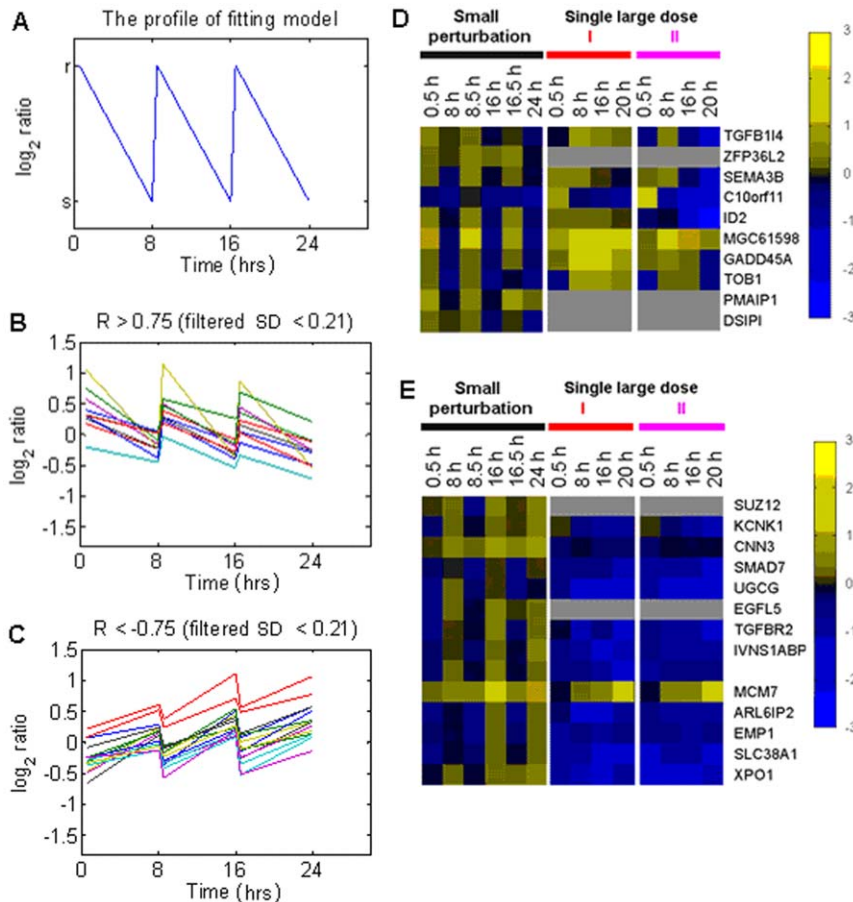 A
The profile of fitting model
log2 ratio
r
s
0 8 16 24
Time (hrs)
B
R > 0.75 (filtered SD < 0.21)
log2 ratio
1.5
1
0.5
0
-0.5
-1
-1.5
0 8 16 24
Time (hrs)
C
R < -0.75 (filtered SD < 0.21)
log2 ratio
1.5
1
0.5
0
-0.5
-1
-1.5
0 8 16 24
Time (hrs)
D
Small perturbation
Single large dose
I II
0.5 h 8 h 8.5 h 16 h 16.5 h 24 h 0.5 h 8 h 16 h 20 h 0.5 h 8 h 16 h 20 h
TGFB1I4
ZFP36L2
SEMA3B
C10orf11
ID2
MGC61598
GADD45A
TOB1
PMAIP1
DSIPI
3
2
1
0
-1
-2
-3
E
Small perturbation
Single large dose
I II
0.5 h 8 h 8.5 h 16 h 16.5 h 24 h 0.5 h 8 h 16 h 20 h 0.5 h 8 h 16 h 20 h
SUZ12
KCNK1
CNN3
SMAD7
UGCG
EGFL5
TGFBR2
IVNS1ABP
MCM7
ARL6IP2
EMP1
SLC38A1
XPO1
3
2
1
0
-1
-2
-3